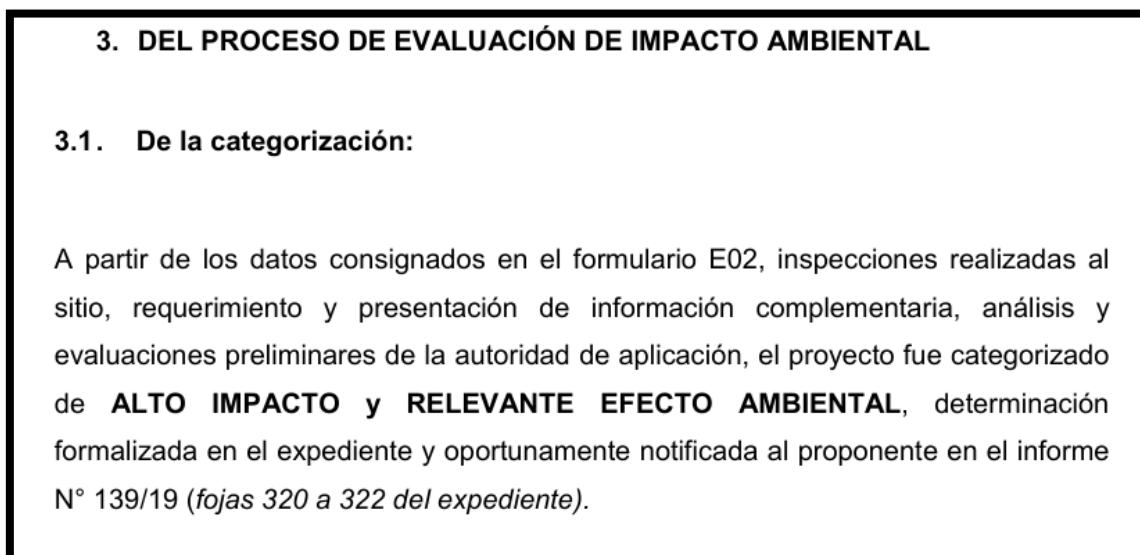 3. DEL PROCESO DE EVALUACIÓN DE IMPACTO AMBIENTAL
3.1. De la categorización:
A partir de los datos consignados en el formulario E02, inspecciones realizadas al
sitio, requerimiento y presentación de información complementaria, análisis y
evaluaciones preliminares de la autoridad de aplicación, el proyecto fue categorizado
de ALTO IMPACTO y RELEVANTE EFECTO AMBIENTAL, determinación
formalizada en el expediente y oportunamente notificada al proponente en el informe
N° 139/19 (fojas 320 a 322 del expediente).